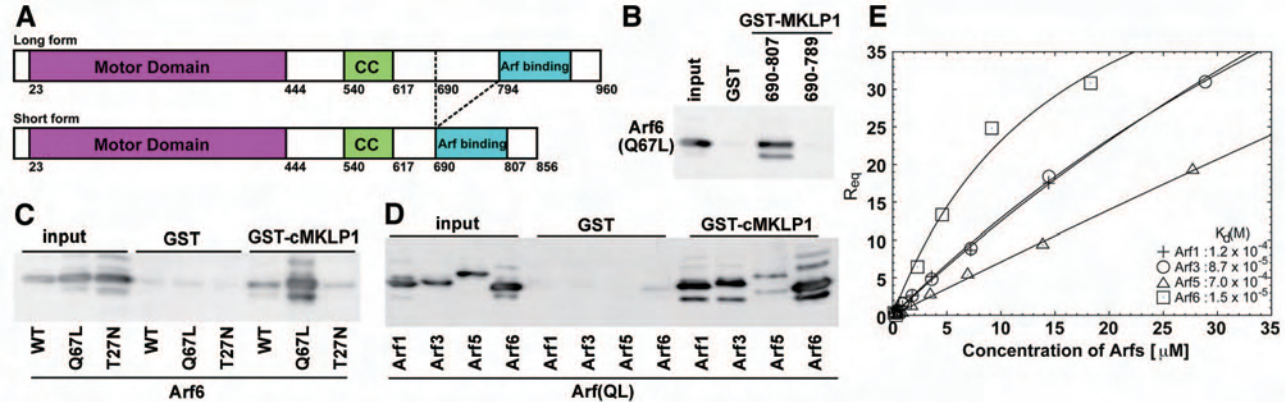 A
Long form
Motor Domain CC Arf binding
23 444 540 617 690 794 960
Short form
Motor Domain CC Arf binding
23 444 540 617 690 807 856
B
GST-MKLP1
input GST 690-807 690-789
Arf6
(Q67L)
C
input GST GST-cMKLP1
WT Q67L T27N WT Q67L T27N WT Q67L T27N
Arf6
D
input GST GST-cMKLP1
Arf1 Arf3 Arf5 Arf6 Arf1 Arf3 Arf5 Arf6 Arf1 Arf3 Arf5 Arf6
Arf(QL)
E
35
30
25
20
15
10
5
0
Req
0 5 10 15 20 25 30 35
Concentration of Arfs [μM]
Kd(M)
Arf1 : 1.2 x 10⁻⁴
Arf3 : 8.7 x 10⁻⁵
Arf5 : 7.0 x 10⁻⁴
Arf6 : 1.5 x 10⁻⁵